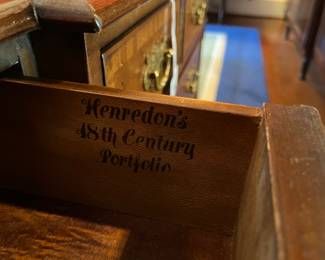 Henredon's
18th Century
Portfolio